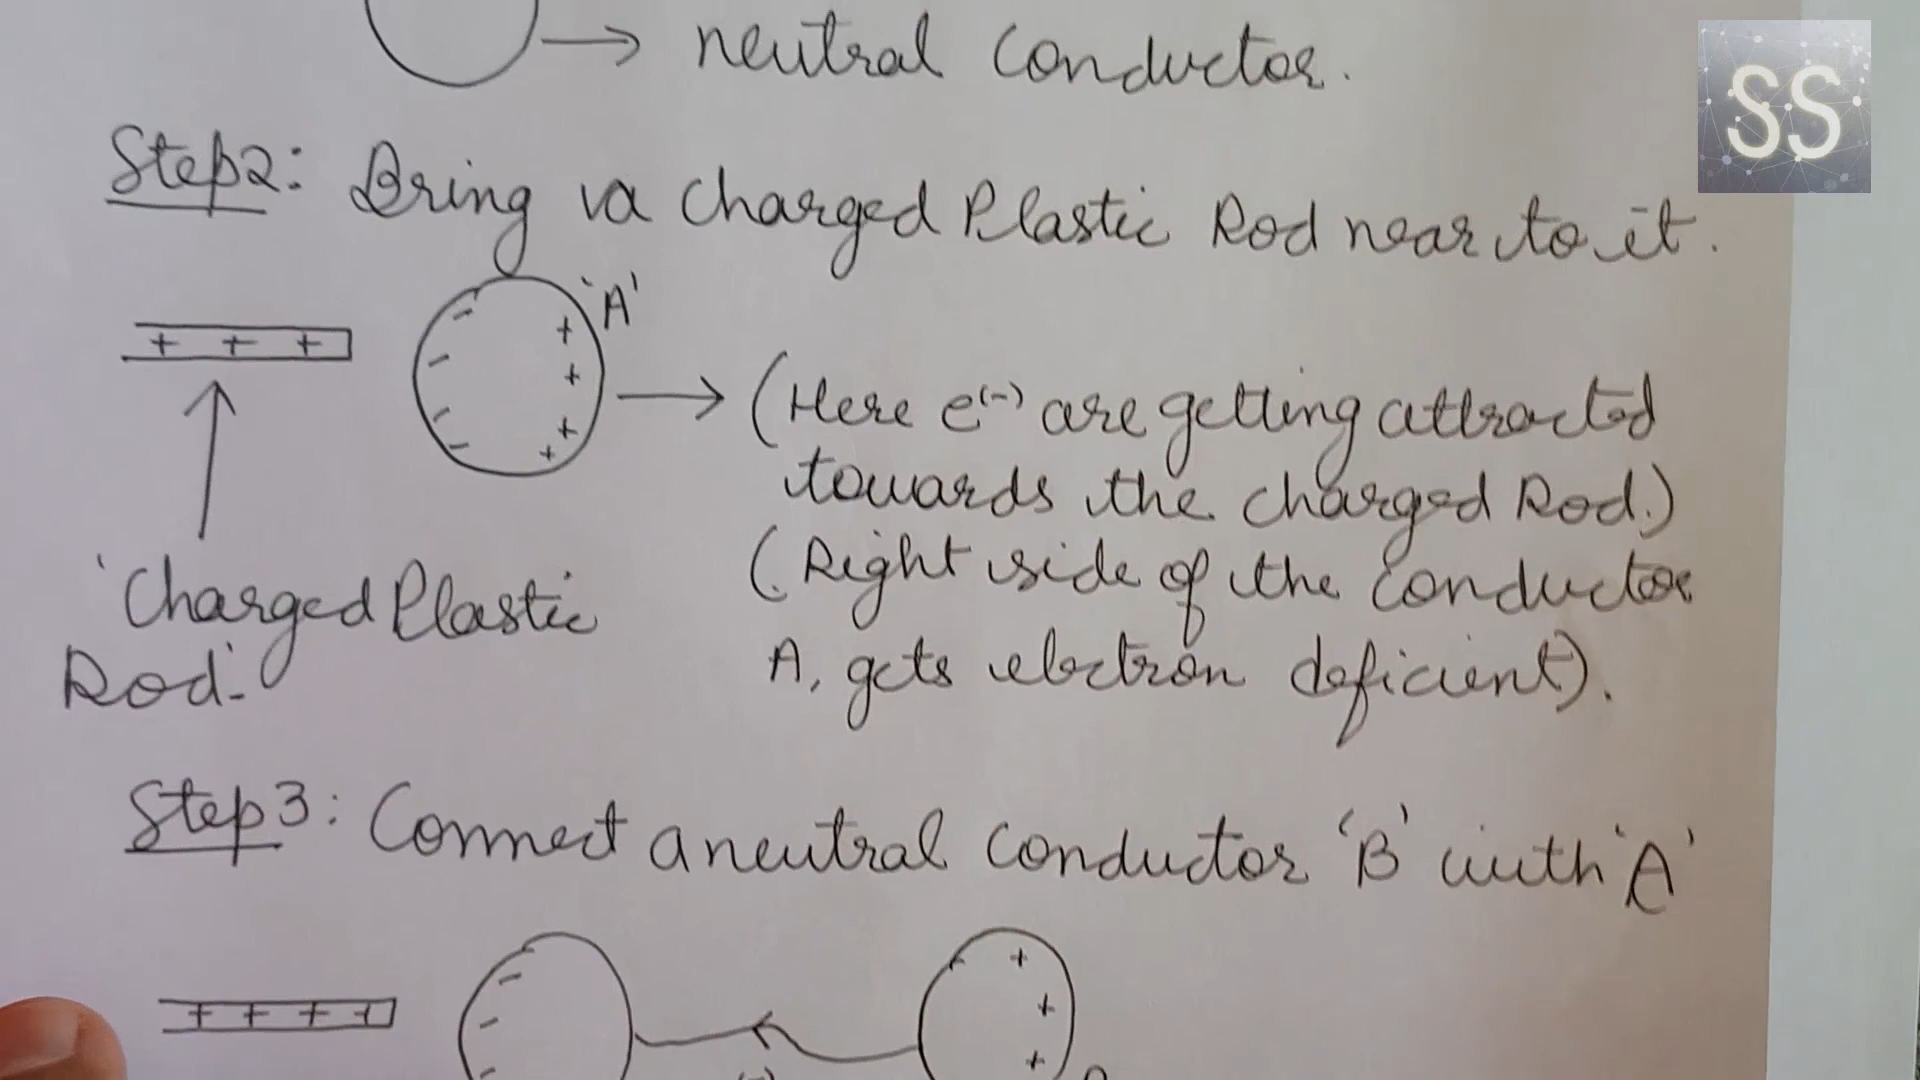 → neutral conductor.
SS
Step2: Bring a charged Plastic Rod near to it.
'A'
+ + +
- - - -
+ + + +
→ (Here e(-) are getting attracted
towards the charged Rod.)
(Right side of the conductor
A, gets electron deficient).
'Charged Plastic
Rod.'
Step3: Connect a neutral conductor 'B' with 'A'
+ + + +
- - -
+ + +